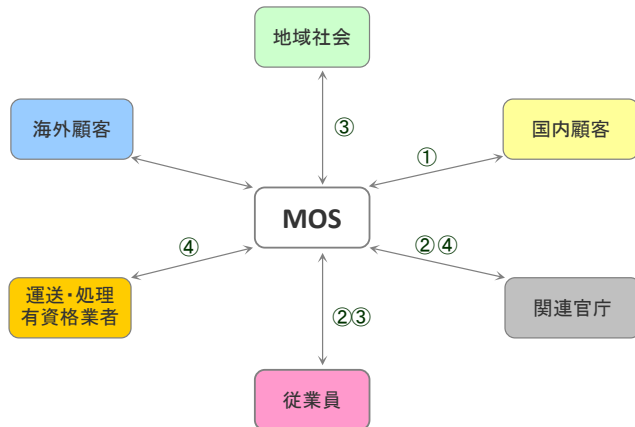 地域社会
③
海外顧客
国内顧客
①
MOS
④
②④
運送・処理
有資格業者
関連官庁
②③
従業員